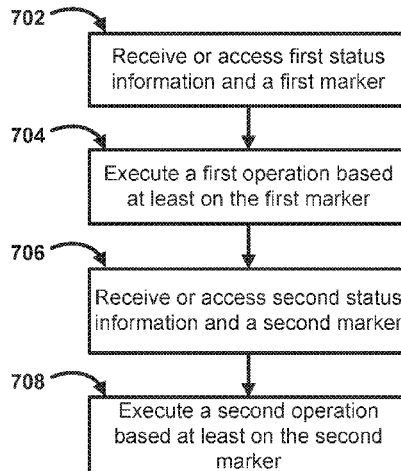 702
Receive or access first status
information and a first marker
704
Execute a first operation based
at least on the first marker
706
Receive or access second status
information and a second marker
708
Execute a second operation
based at least on the second
marker